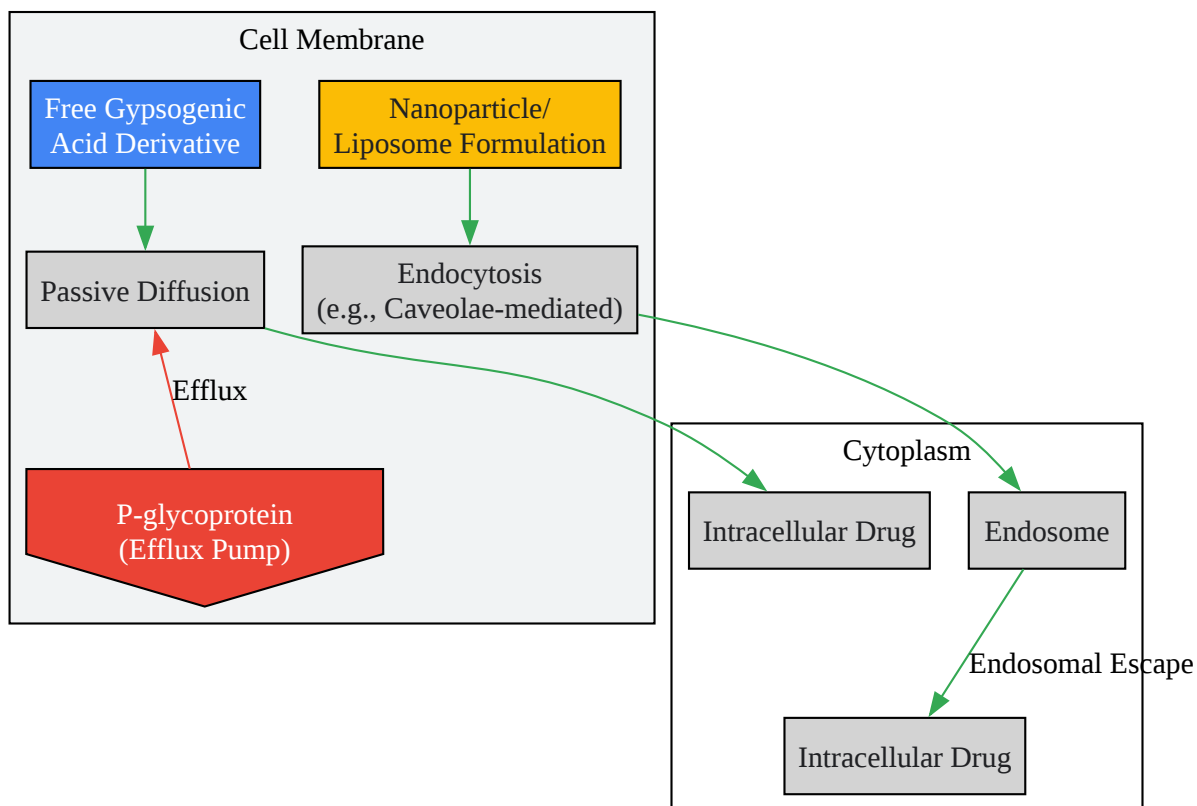 Cell Membrane
Free Gypsogenic
Acid Derivative
Nanoparticle/
Liposome Formulation
Passive Diffusion
Endocytosis
(e.g., Caveolae-mediated)
Efflux
P-glycoprotein
(Efflux Pump)
Cytoplasm
Intracellular Drug
Endosome
Endosomal Escape
Intracellular Drug